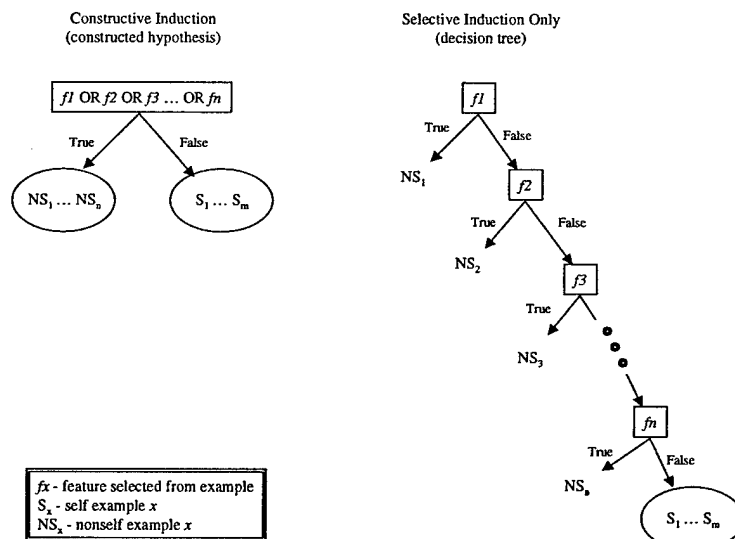 Constructive Induction
(constructed hypothesis)
f1 OR f2 OR f3 ... OR fn
True
False
NS1 ... NSn
S1 ... Sm
Selective Induction Only
(decision tree)
f1
True
False
NS1
f2
True
False
NS2
f3
True
NS3
fn
True
False
NSn
S1 ... Sm
fx - feature selected from example
Sx - self example x
NSx - nonself example x